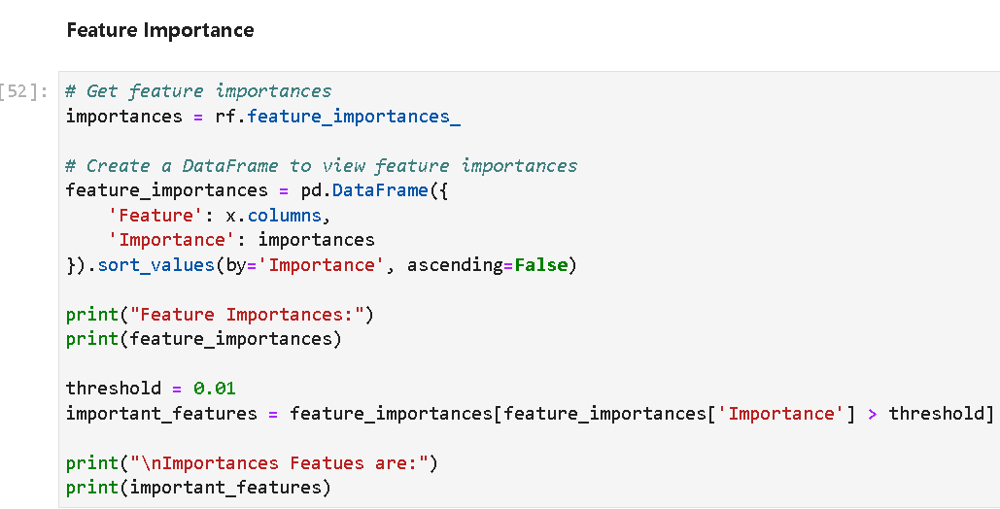 Feature Importance
[52]:
# Get feature importances
importances = rf.feature_importances_
# Create a DataFrame to view feature importances
feature_importances = pd.DataFrame({
    'Feature': x.columns,
    'Importance': importances
}).sort_values(by='Importance', ascending=False)
print("Feature Importances:")
print(feature_importances)
threshold = 0.01
important_features = feature_importances[feature_importances['Importance'] > threshold]
print("\nImportances Featues are:")
print(important_features)